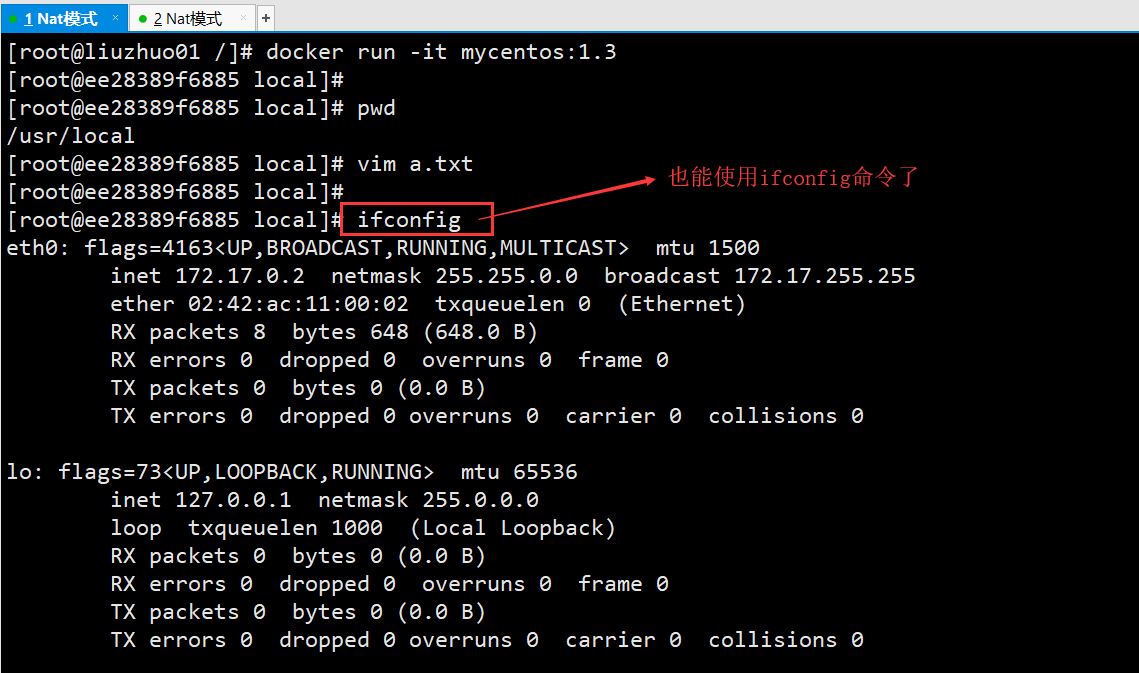 1 Nat模式 × 2 Nat模式 × +
[root@liuzhuo01 /]# docker run -it mycentos:1.3
[root@ee28389f6885 local]#
[root@ee28389f6885 local]# pwd
/usr/local
[root@ee28389f6885 local]# vim a.txt
也能使用ifconfig命令了
[root@ee28389f6885 local]#
[root@ee28389f6885 local]# ifconfig
eth0: flags=4163<UP,BROADCAST,RUNNING,MULTICAST>  mtu 1500
        inet 172.17.0.2  netmask 255.255.0.0  broadcast 172.17.255.255
        ether 02:42:ac:11:00:02  txqueuelen 0  (Ethernet)
        RX packets 8  bytes 648 (648.0 B)
        RX errors 0  dropped 0  overruns 0  frame 0
        TX packets 0  bytes 0 (0.0 B)
        TX errors 0  dropped 0 overruns 0  carrier 0  collisions 0
lo: flags=73<UP,LOOPBACK,RUNNING>  mtu 65536
        inet 127.0.0.1  netmask 255.0.0.0
        loop  txqueuelen 1000  (Local Loopback)
        RX packets 0  bytes 0 (0.0 B)
        RX errors 0  dropped 0  overruns 0  frame 0
        TX packets 0  bytes 0 (0.0 B)
        TX errors 0  dropped 0 overruns 0  carrier 0  collisions 0